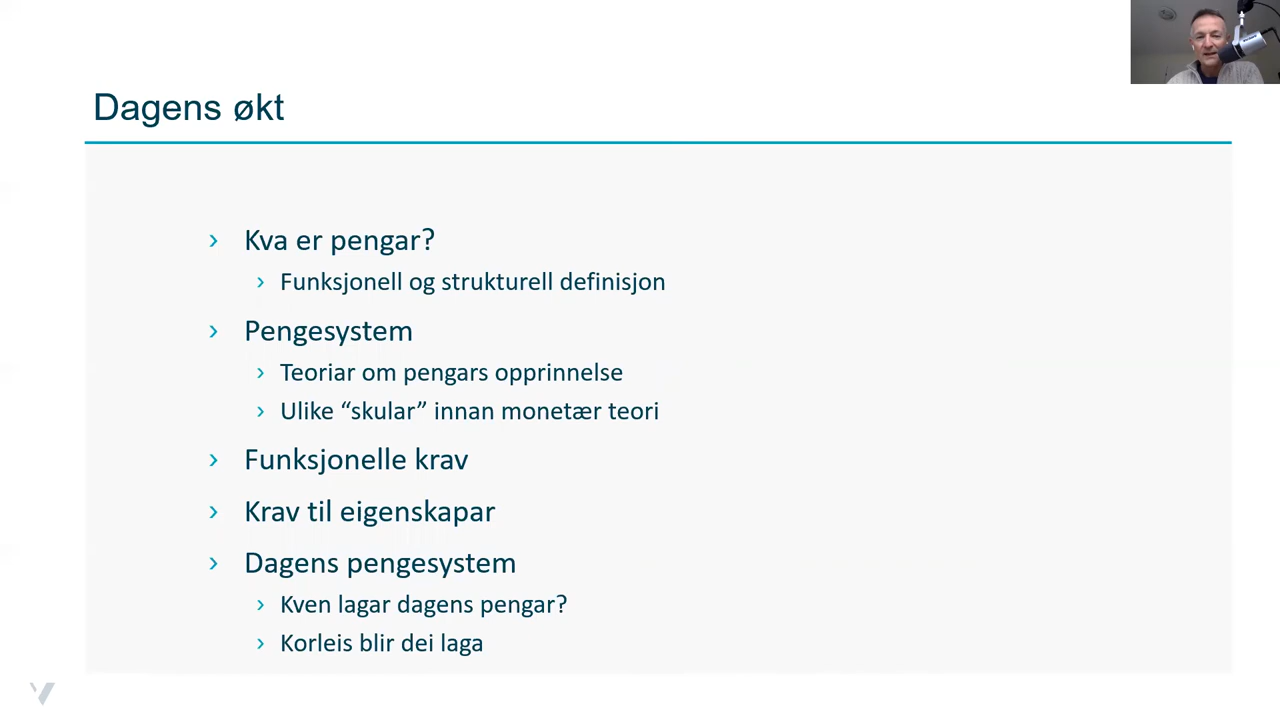 Dagens økt
Kva er pengar?
Funksjonell og strukturell definisjon
Pengesystem
Teoriar om pengars opprinnelse
Ulike “skular” innan monetær teori
Funksjonelle krav
Krav til eigenskapar
Dagens pengesystem
Kven lagar dagens pengar?
Korleis blir dei laga